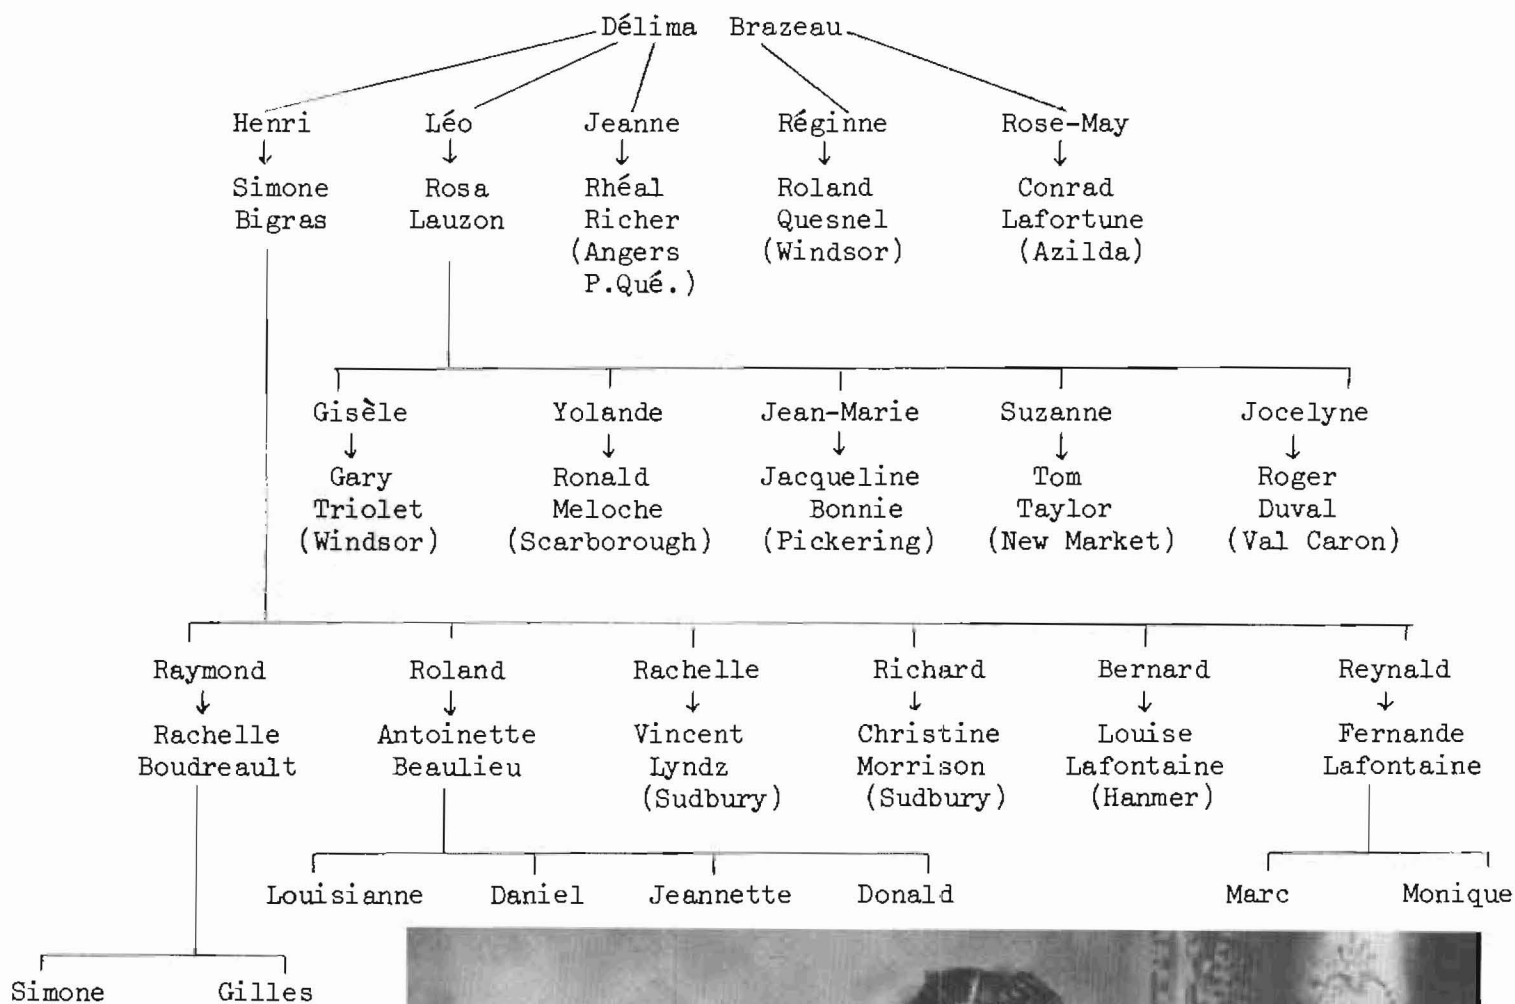 Délima Brazeau
Henri Léo Jeanne Réginne Rose-May
Simone Rosa Rhéal Roland Conrad
Bigras Lauzon Richer Quesnel Lafortune
(Angers (Windsor) (Azilda)
P.Qué.)
Gisèle Yolande Jean-Marie Suzanne Jocelyne
Gary Ronald Jacqueline Tom Roger
Triolet Meloche Bonnie Taylor Duval
(Windsor) (Scarborough) (Pickering) (New Market) (Val Caron)
Raymond Roland Rachelle Richard Bernard Reynald
Rachelle Antoinette Vincent Christine Louise Fernande
Boudreault Beaulieu Lyndz Morrison Lafontaine Lafontaine
(Sudbury) (Sudbury) (Hanmer)
Louisianne Daniel Jeannette Donald Marc Monique
Simone Gilles